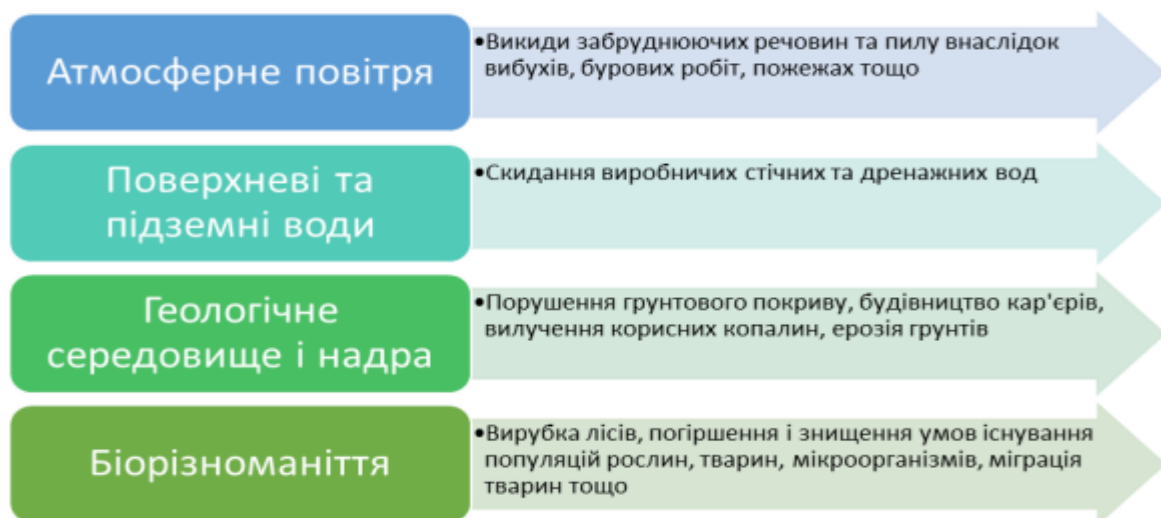 Атмосферне повітря
•Викиди забруднюючих речовин та пилу внаслідок
вибухів, бурових робіт, пожежах тощо
Поверхневі та
підземні води
•Скидання виробничих стічних та дренажних вод
Геологічне
середовище і надра
•Порушення грунтового покриву, будівництво кар'єрів,
вилучення корисних копалин, ерозія грунтів
Біорізноманіття
•Вирубка лісів, погіршення і знищення умов існування
популяцій рослин, тварин, мікроорганізмів, міграція
тварин тощо